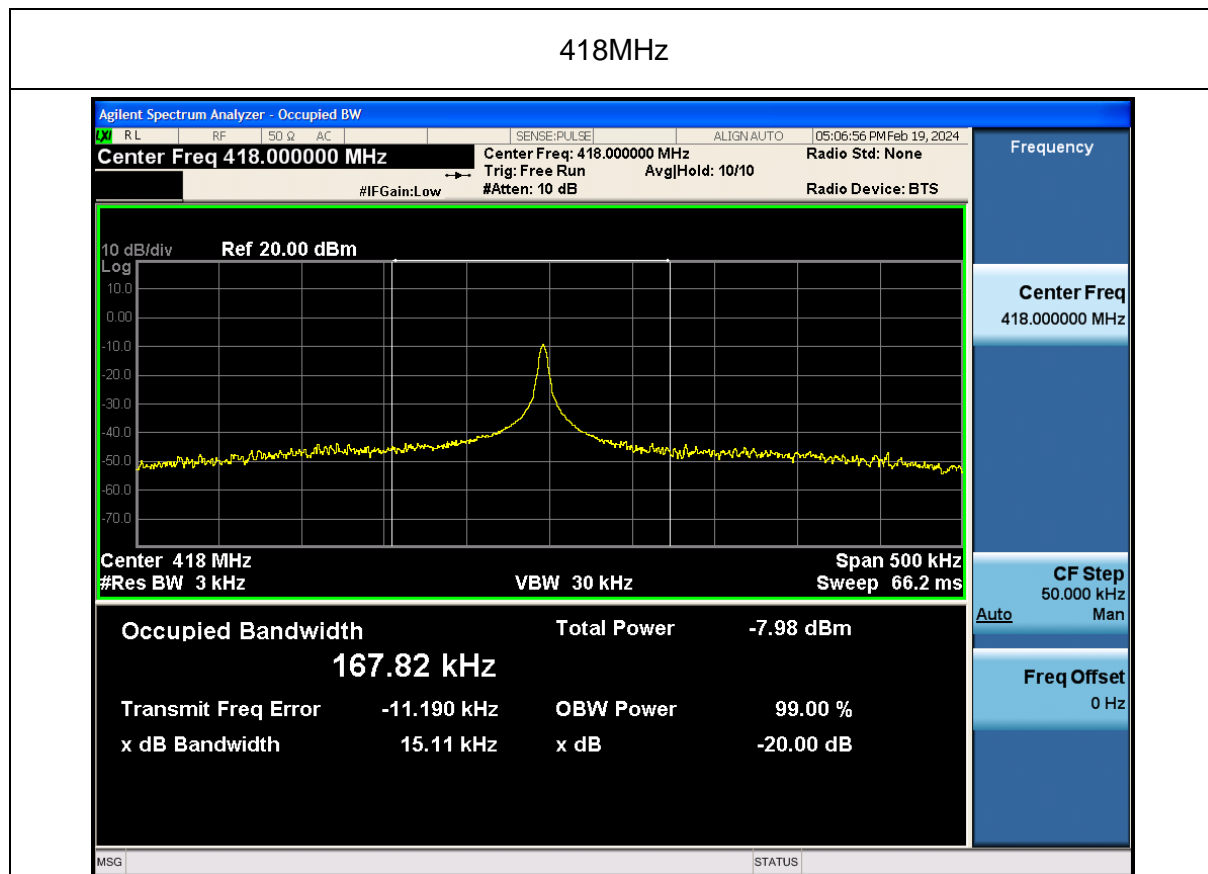 418MHz
Agilent Spectrum Analyzer - Occupied BW
LXI RL RF 50 Ω AC SENSE:PULSE ALIGN AUTO 05:06:56 PM Feb 19, 2024
Center Freq 418.000000 MHz Center Freq: 418.000000 MHz Radio Std: None
Trig: Free Run Avg|Hold: 10/10
#IFGain:Low #Atten: 10 dB Radio Device: BTS
10 dB/div Ref 20.00 dBm
Log
10.0
0.00
-10.0
-20.0
-30.0
-40.0
-50.0
-60.0
-70.0
Center 418 MHz Span 500 kHz
#Res BW 3 kHz VBW 30 kHz Sweep 66.2 ms
Occupied Bandwidth Total Power -7.98 dBm
167.82 kHz
Transmit Freq Error -11.190 kHz OBW Power 99.00 %
x dB Bandwidth 15.11 kHz x dB -20.00 dB
Frequency
Center Freq
418.000000 MHz
CF Step
50.000 kHz
Auto Man
Freq Offset
0 Hz
MSG STATUS